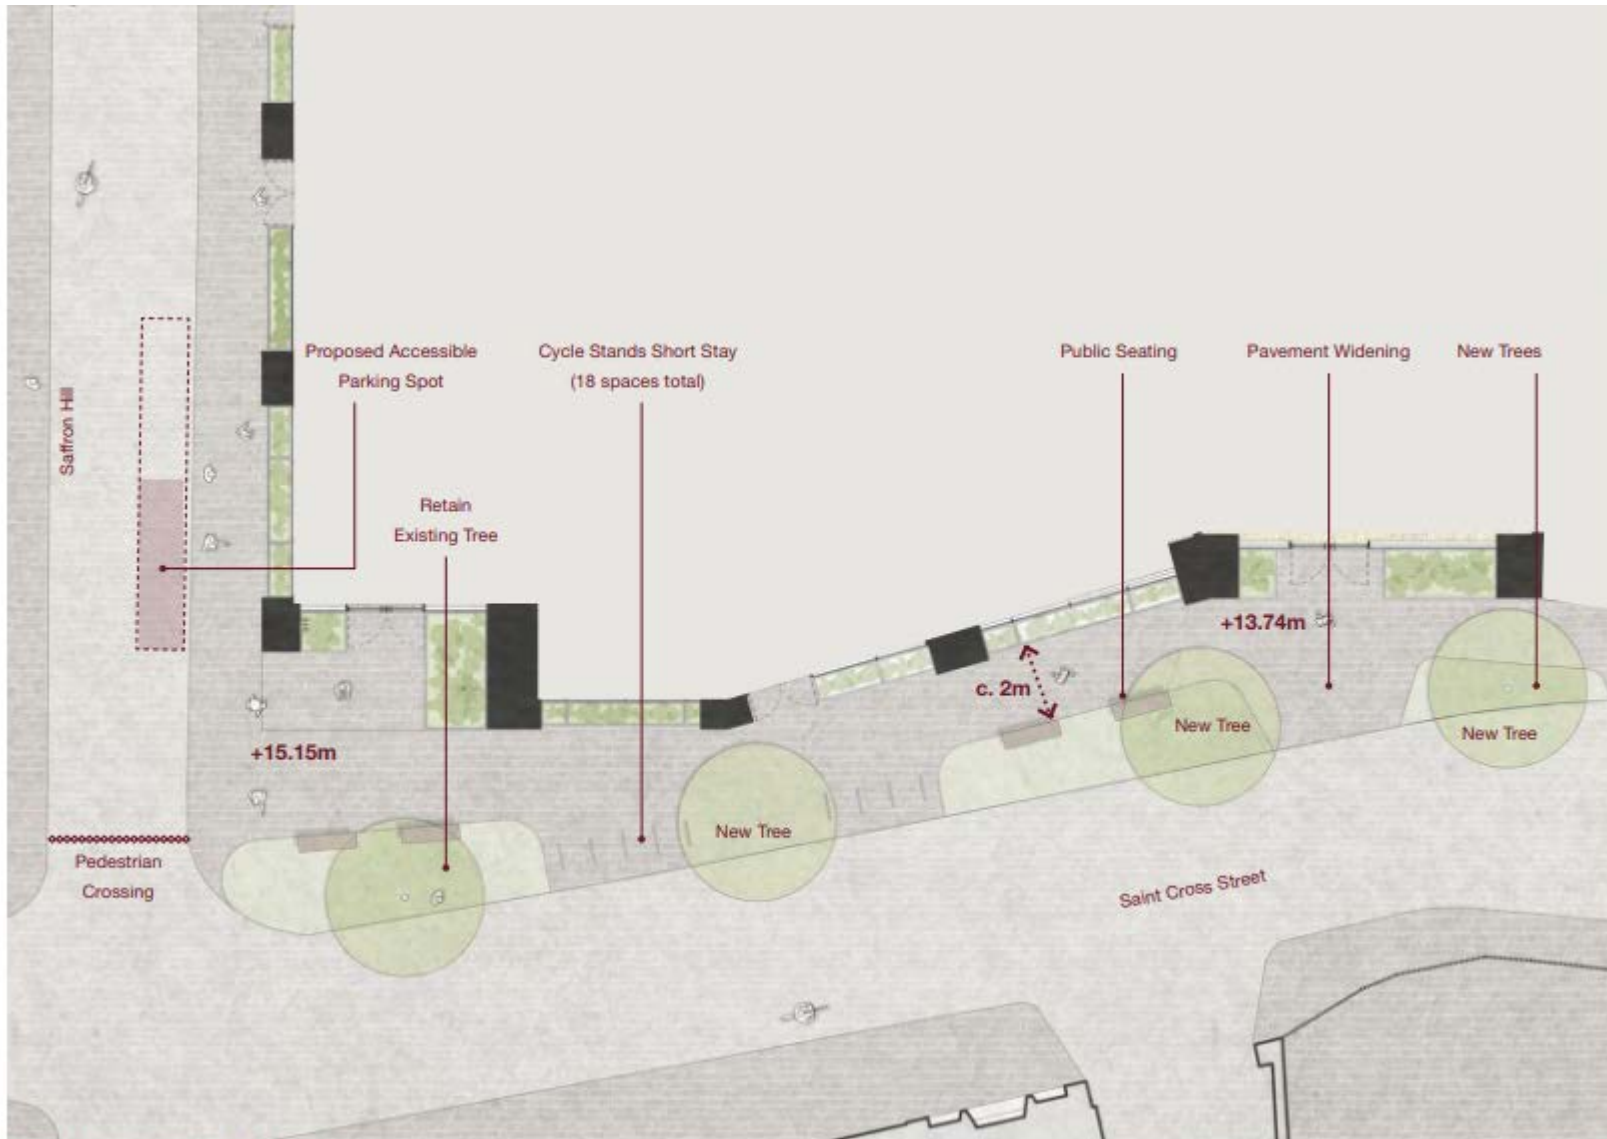 Proposed Accessible
Parking Spot
Cycle Stands Short Stay
(18 spaces total)
Public Seating
Pavement Widening
New Trees
Saffron Hill
Retain
Existing Tree
+13.74m
c. 2m
New Tree
New Tree
+15.15m
New Tree
Pedestrian
Crossing
Saint Cross Street